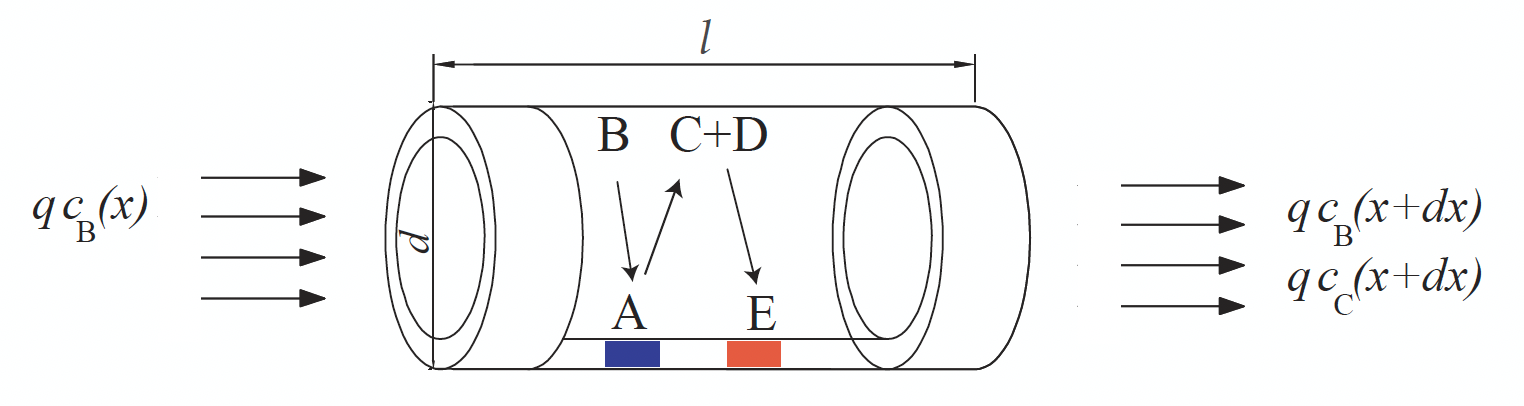 l
B C+D
q c_B(x)
d
q c_B(x+dx)
q c_C(x+dx)
A E